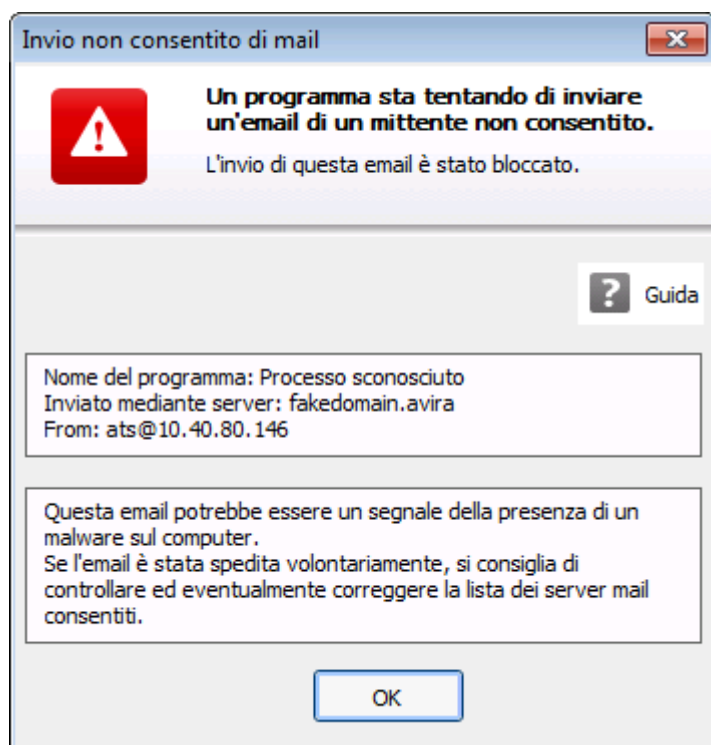 Invio non consentito di mail
Un programma sta tentando di inviare
un'email di un mittente non consentito.
L'invio di questa email è stato bloccato.
? Guida
Nome del programma: Processo sconosciuto
Inviato mediante server: fakedomain.avira
From: ats@10.40.80.146
Questa email potrebbe essere un segnale della presenza di un
malware sul computer.
Se l'email è stata spedita volontariamente, si consiglia di
controllare ed eventualmente correggere la lista dei server mail
consentiti.
OK